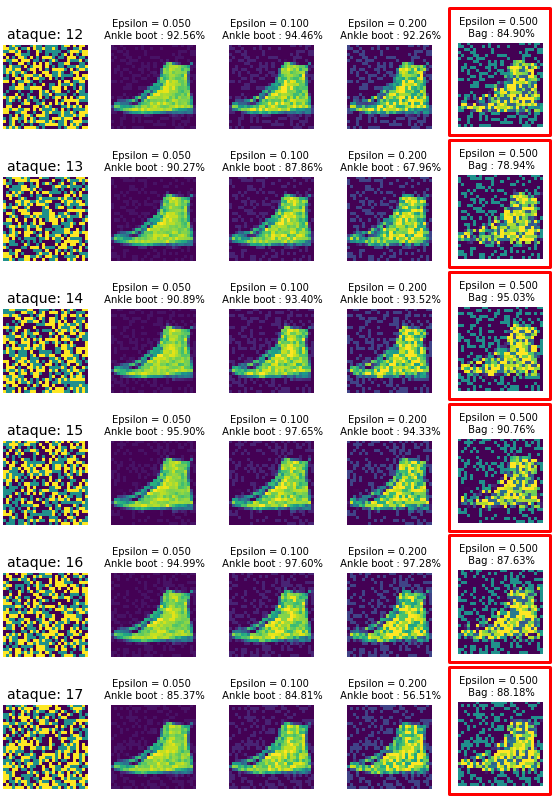 ataque: 12
Epsilon = 0.050
Ankle boot : 92.56%
Epsilon = 0.100
Ankle boot : 94.46%
Epsilon = 0.200
Ankle boot : 92.26%
Epsilon = 0.500
Bag : 84.90%
ataque: 13
Epsilon = 0.050
Ankle boot : 90.27%
Epsilon = 0.100
Ankle boot : 87.86%
Epsilon = 0.200
Ankle boot : 67.96%
Epsilon = 0.500
Bag : 78.94%
ataque: 14
Epsilon = 0.050
Ankle boot : 90.89%
Epsilon = 0.100
Ankle boot : 93.40%
Epsilon = 0.200
Ankle boot : 93.52%
Epsilon = 0.500
Bag : 95.03%
ataque: 15
Epsilon = 0.050
Ankle boot : 95.90%
Epsilon = 0.100
Ankle boot : 97.65%
Epsilon = 0.200
Ankle boot : 94.33%
Epsilon = 0.500
Bag : 90.76%
ataque: 16
Epsilon = 0.050
Ankle boot : 94.99%
Epsilon = 0.100
Ankle boot : 97.60%
Epsilon = 0.200
Ankle boot : 97.28%
Epsilon = 0.500
Bag : 87.63%
ataque: 17
Epsilon = 0.050
Ankle boot : 85.37%
Epsilon = 0.100
Ankle boot : 84.81%
Epsilon = 0.200
Ankle boot : 56.51%
Epsilon = 0.500
Bag : 88.18%